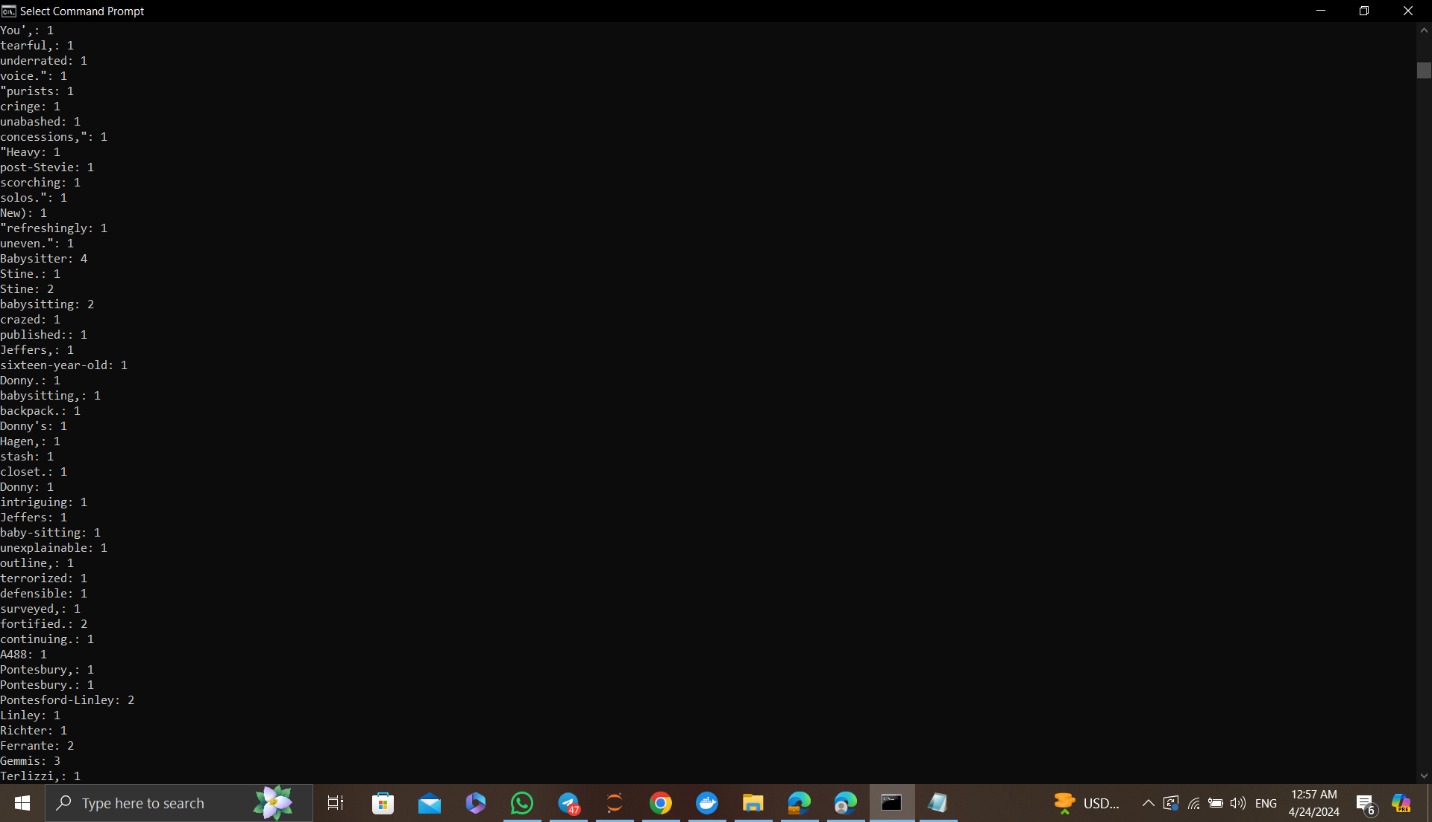 Select Command Prompt
You',: 1
tearful,: 1
underrated: 1
voice.": 1
"purists: 1
cringe: 1
unabashed: 1
concessions,": 1
"Heavy: 1
post-Stevie: 1
scorching: 1
solos.": 1
New): 1
"refreshingly: 1
uneven.": 1
Babysitter: 4
Stine.: 1
Stine: 2
babysitting: 2
crazed: 1
published:: 1
Jeffers,: 1
sixteen-year-old: 1
Donny.: 1
babysitting,: 1
backpack.: 1
Donny's: 1
Hagen,: 1
stash: 1
closet.: 1
Donny: 1
intriguing: 1
Jeffers: 1
baby-sitting: 1
unexplainable: 1
outline,: 1
terrorized: 1
defensible: 1
surveyed,: 1
fortified.: 2
continuing.: 1
A488: 1
Pontesbury,: 1
Pontesbury.: 1
Pontesford-Linley: 2
Linley: 1
Richter: 1
Ferrante: 2
Gemmis: 3
Terlizzi,: 1
Type here to search
47
USD...
ENG
12:57 AM
4/24/2024
6